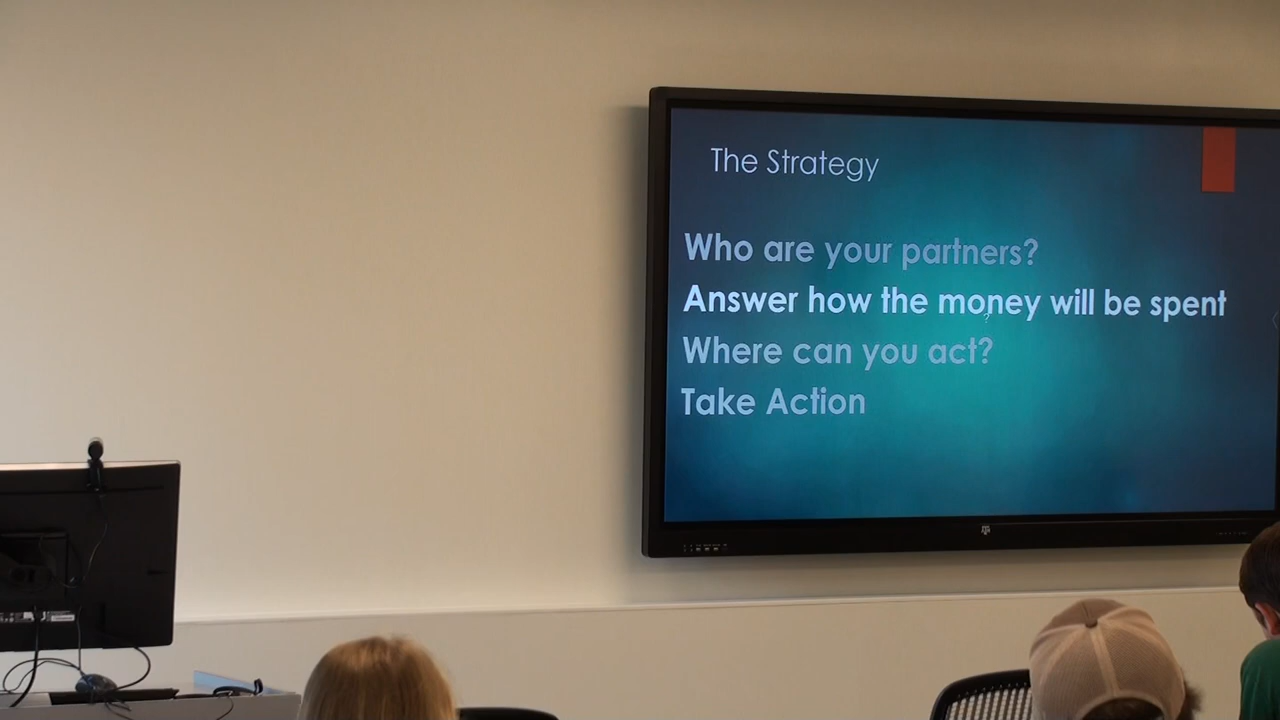 The Strategy
Who are your partners?
Answer how the money will be spent
Where can you act?
Take Action